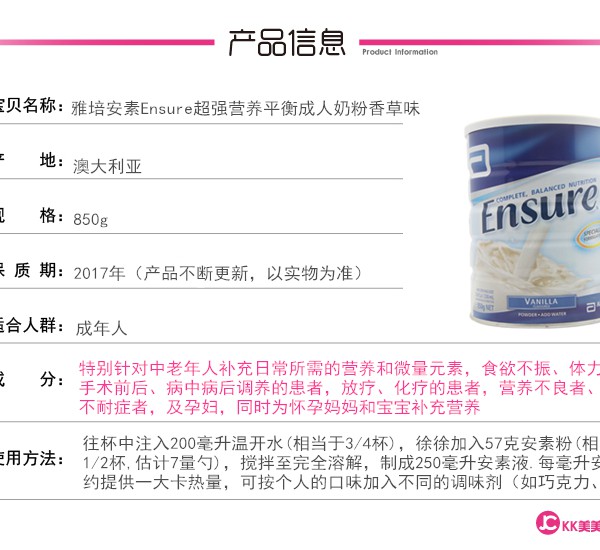 产品信息
Product Information
宝贝名称：雅培安素Ensure超强营养平衡成人奶粉香草味
产 地：澳大利亚
规 格：850g
保 质 期：2017年（产品不断更新，以实物为准）
适合人群：成年人
成 分：特别针对中老年人补充日常所需的营养和微量元素，食欲不振、体力
手术前后、病中病后调养的患者，放疗、化疗的患者，营养不良者、
不耐症者，及孕妇，同时为怀孕妈妈和宝宝补充营养
使用方法：往杯中注入200毫升温开水(相当于3/4杯)，徐徐加入57克安素粉(相
1/2杯,估计7量勺)，搅拌至完全溶解，制成250毫升安素液.每毫升安
约提供一大卡热量，可按个人的口味加入不同的调味剂（如巧克力、
COMPLETE, BALANCED NUTRITION
Ensure
VANILLA
POWDER • ADD WATER
KK美美